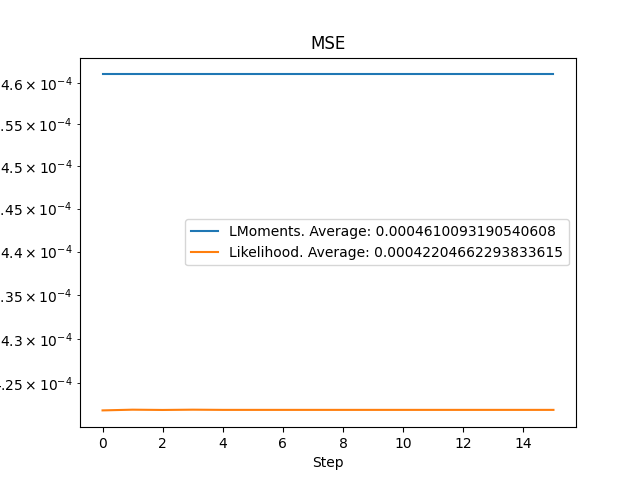 MSE
4.6 × 10⁻⁴
.55 × 10⁻⁴
4.5 × 10⁻⁴
.45 × 10⁻⁴
LMoments. Average: 0.0004610093190540608
Likelihood. Average: 0.00042204662293833615
4.4 × 10⁻⁴
.35 × 10⁻⁴
4.3 × 10⁻⁴
.25 × 10⁻⁴
0 2 4 6 8 10 12 14
Step